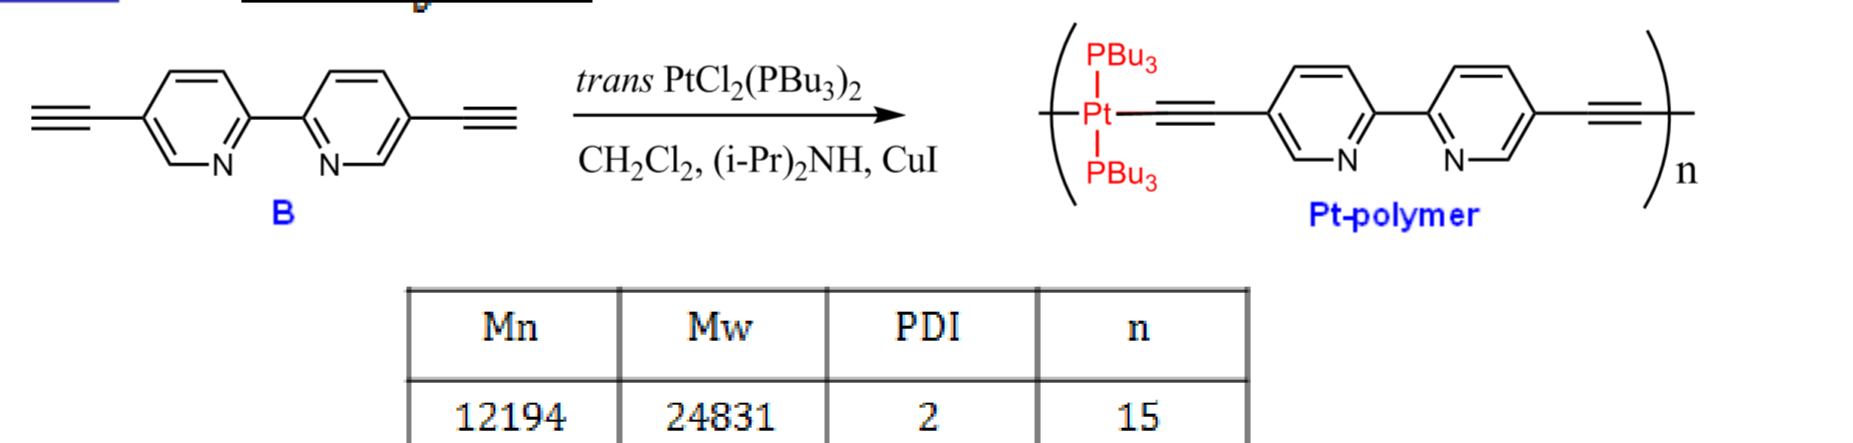 PBu3
trans PtCl2(PBu3)2
Pt
N
N
N
N
CH2Cl2, (i-Pr)2NH, CuI
PBu3
n
B
Pt-polymer
Mn Mw PDI n
12194 24831 2 15